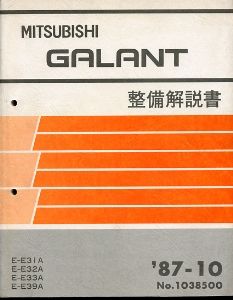 MITSUBISHI
GALANT
整備解説書
E-E31A
E-E32A
E-E33A
E-E39A
'87-10
No.1038500